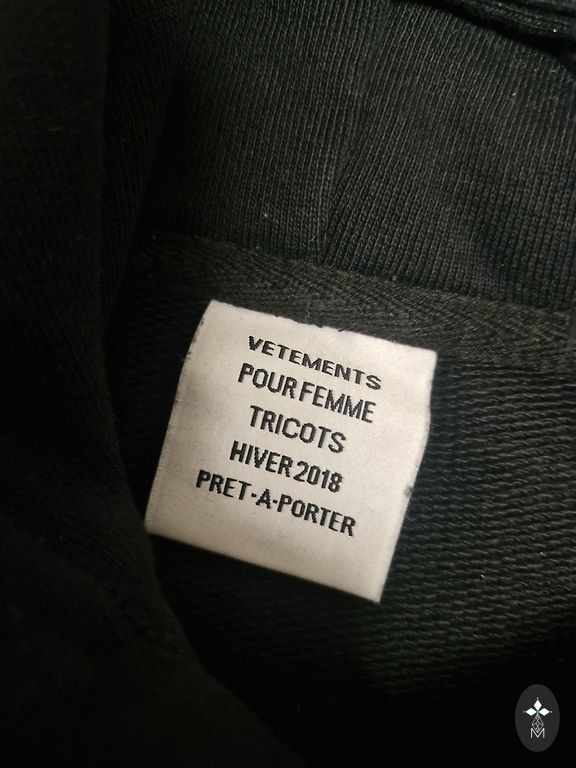 VETEMENTS
POUR FEMME
TRICOTS
HIVER 2018
PRET-A-PORTER
M